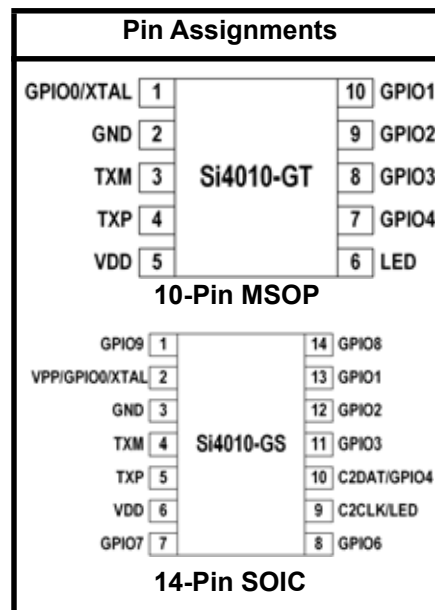 Pin Assignments
GPIO0/XTAL 1 10 GPIO1
GND 2 9 GPIO2
TXM 3 Si4010-GT 8 GPIO3
TXP 4 7 GPIO4
VDD 5 6 LED
10-Pin MSOP
GPIO9 1 14 GPIO8
VPP/GPIO0/XTAL 2 13 GPIO1
GND 3 12 GPIO2
TXM 4 Si4010-GS 11 GPIO3
TXP 5 10 C2DAT/GPIO4
VDD 6 9 C2CLK/LED
GPIO7 7 8 GPIO6
14-Pin SOIC